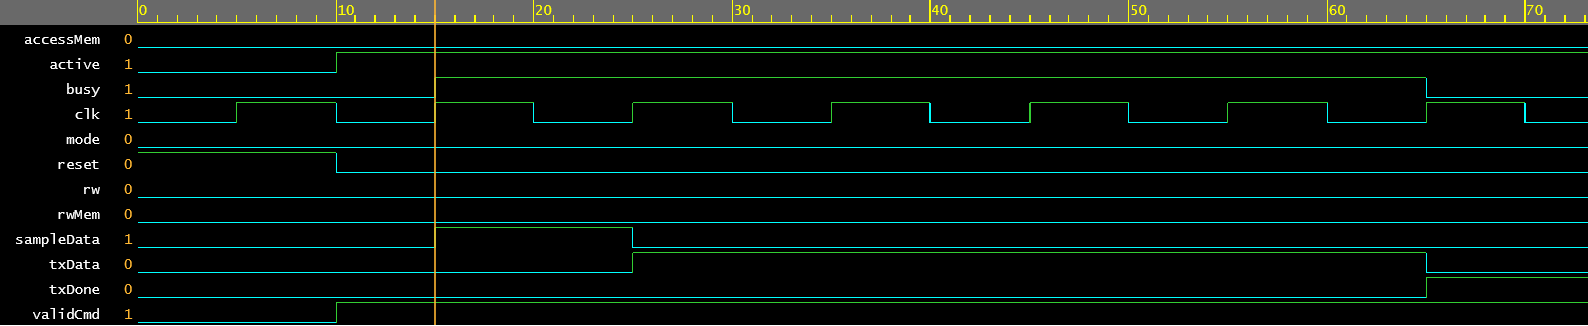 0 10 20 30 40 50 60 70
accessMem 0
active 1
busy 1
clk 1
mode 0
reset 0
rw 0
rwMem 0
sampleData 1
txData 0
txDone 0
validCmd 1